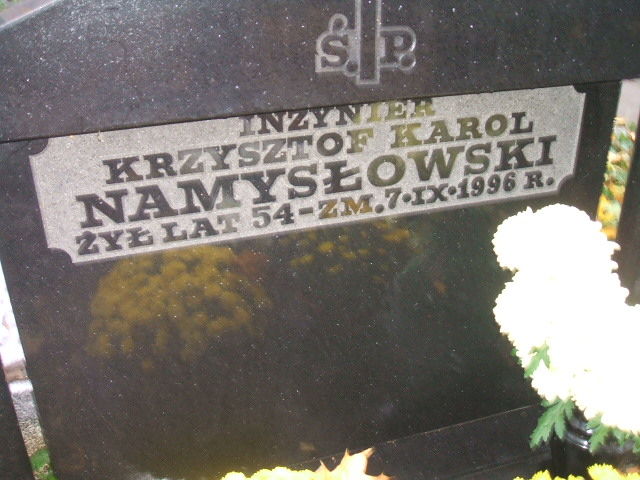 Ś.P.
INŻYNIER
KRZYSZTOF KAROL
NAMYSŁOWSKI
ŻYŁ LAT 54-ZM.7·IX·1996 R.